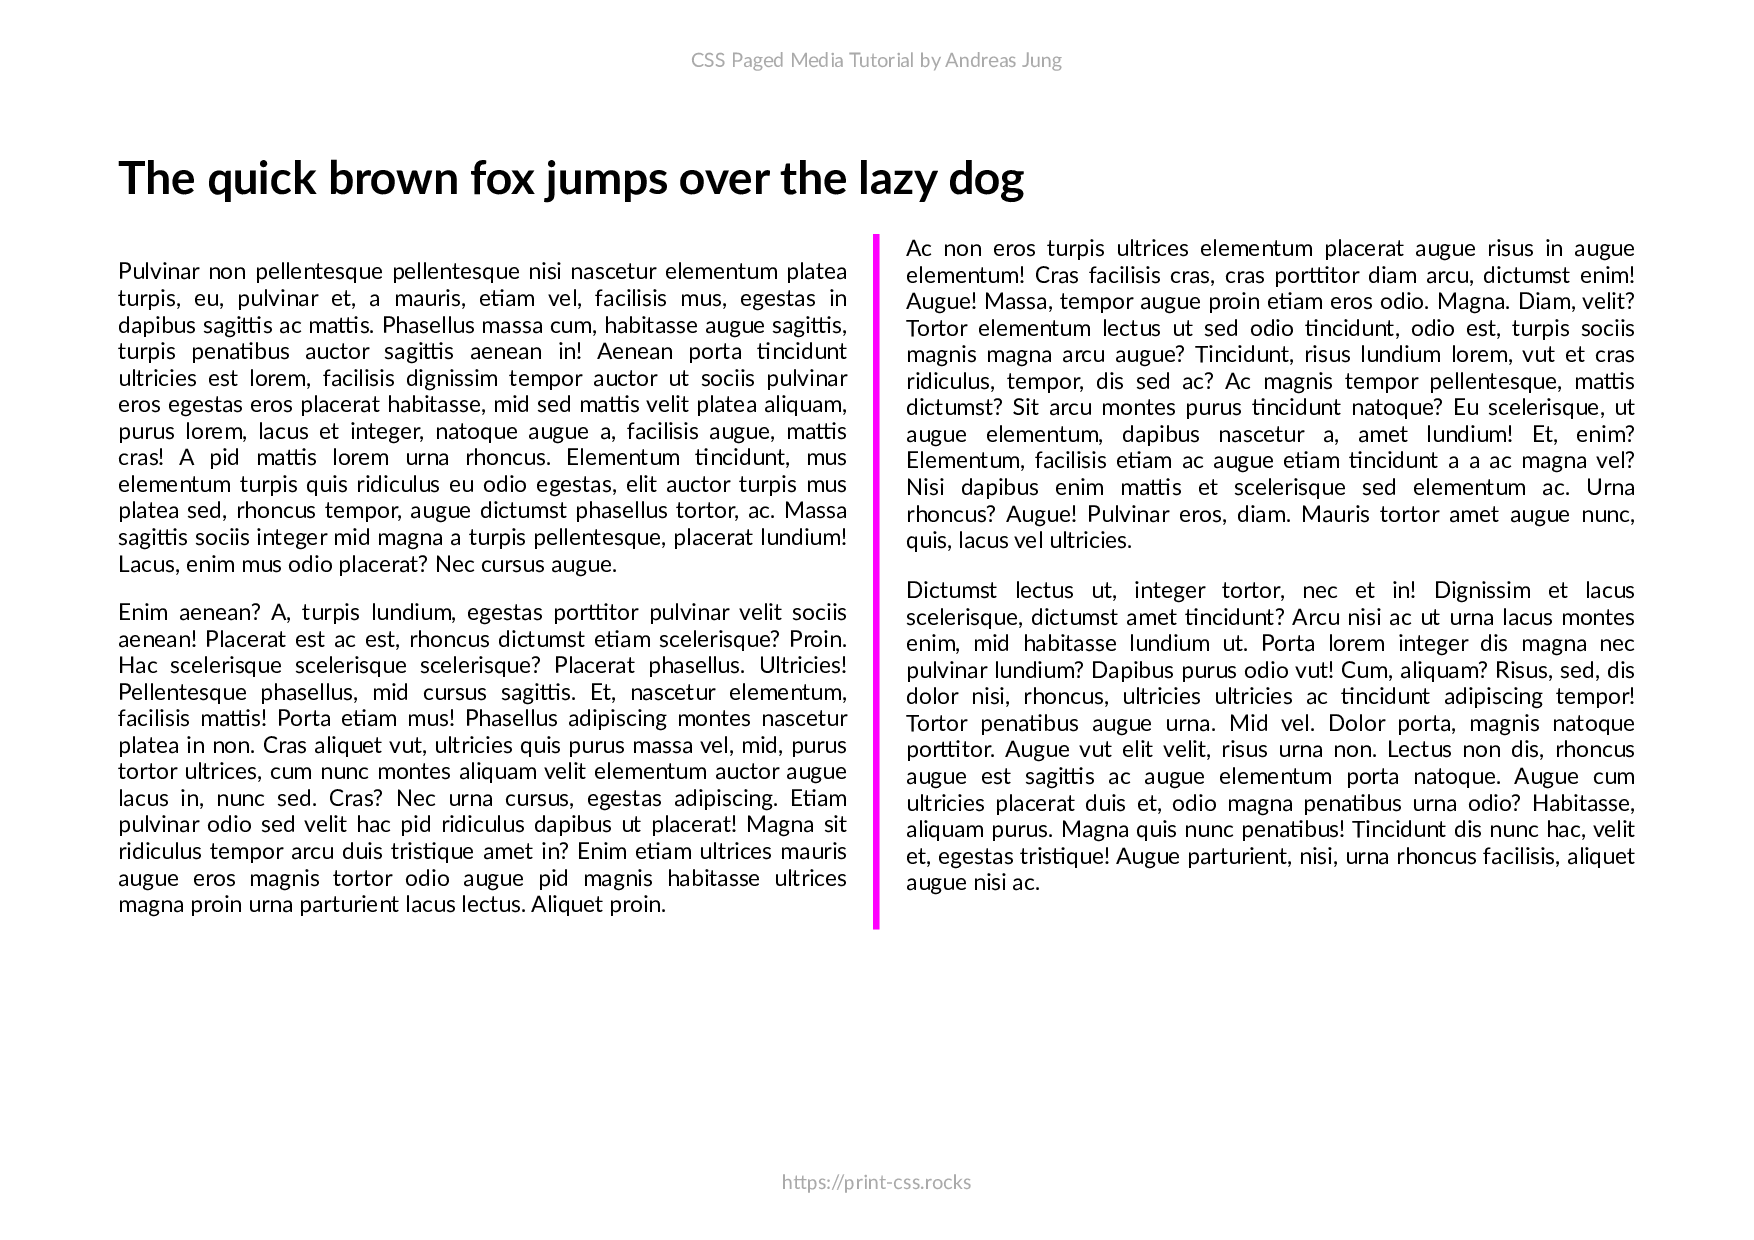 CSS Paged Media Tutorial by Andreas Jung
The quick brown fox jumps over the lazy dog
Pulvinar non pellentesque pellentesque nisi nascetur elementum platea
turpis, eu, pulvinar et, a mauris, etiam vel, facilisis mus, egestas in
dapibus sagittis ac mattis. Phasellus massa cum, habitasse augue sagittis,
turpis penatibus auctor sagittis aenean in! Aenean porta tincidunt
ultricies est lorem, facilisis dignissim tempor auctor ut sociis pulvinar
eros egestas eros placerat habitasse, mid sed mattis velit platea aliquam,
purus lorem, lacus et integer, natoque augue a, facilisis augue, mattis
cras! A pid mattis lorem urna rhoncus. Elementum tincidunt, mus
elementum turpis quis ridiculus eu odio egestas, elit auctor turpis mus
platea sed, rhoncus tempor, augue dictumst phasellus tortor, ac. Massa
sagittis sociis integer mid magna a turpis pellentesque, placerat lundium!
Lacus, enim mus odio placerat? Nec cursus augue.
Enim aenean? A, turpis lundium, egestas porttitor pulvinar velit sociis
aenean! Placerat est ac est, rhoncus dictumst etiam scelerisque? Proin.
Hac scelerisque scelerisque scelerisque? Placerat phasellus. Ultricies!
Pellentesque phasellus, mid cursus sagittis. Et, nascetur elementum,
facilisis mattis! Porta etiam mus! Phasellus adipiscing montes nascetur
platea in non. Cras aliquet vut, ultricies quis purus massa vel, mid, purus
tortor ultrices, cum nunc montes aliquam velit elementum auctor augue
lacus in, nunc sed. Cras? Nec urna cursus, egestas adipiscing. Etiam
pulvinar odio sed velit hac pid ridiculus dapibus ut placerat! Magna sit
ridiculus tempor arcu duis tristique amet in? Enim etiam ultrices mauris
augue eros magnis tortor odio augue pid magnis habitasse ultrices
magna proin urna parturient lacus lectus. Aliquet proin.
Ac non eros turpis ultrices elementum placerat augue risus in augue
elementum! Cras facilisis cras, cras porttitor diam arcu, dictumst enim!
Augue! Massa, tempor augue proin etiam eros odio. Magna. Diam, velit?
Tortor elementum lectus ut sed odio tincidunt, odio est, turpis sociis
magnis magna arcu augue? Tincidunt, risus lundium lorem, vut et cras
ridiculus, tempor, dis sed ac? Ac magnis tempor pellentesque, mattis
dictumst? Sit arcu montes purus tincidunt natoque? Eu scelerisque, ut
augue elementum, dapibus nascetur a, amet lundium! Et, enim?
Elementum, facilisis etiam ac augue etiam tincidunt a a ac magna vel?
Nisi dapibus enim mattis et scelerisque sed elementum ac. Urna
rhoncus? Augue! Pulvinar eros, diam. Mauris tortor amet augue nunc,
quis, lacus vel ultricies.
Dictumst lectus ut, integer tortor, nec et in! Dignissim et lacus
scelerisque, dictumst amet tincidunt? Arcu nisi ac ut urna lacus montes
enim, mid habitasse lundium ut. Porta lorem integer dis magna nec
pulvinar lundium? Dapibus purus odio vut! Cum, aliquam? Risus, sed, dis
dolor nisi, rhoncus, ultricies ultricies ac tincidunt adipiscing tempor!
Tortor penatibus augue urna. Mid vel. Dolor porta, magnis natoque
porttitor. Augue vut elit velit, risus urna non. Lectus non dis, rhoncus
augue est sagittis ac augue elementum porta natoque. Augue cum
ultricies placerat duis et, odio magna penatibus urna odio? Habitasse,
aliquam purus. Magna quis nunc penatibus! Tincidunt dis nunc hac, velit
et, egestas tristique! Augue parturient, nisi, urna rhoncus facilisis, aliquet
augue nisi ac.
https://print-css.rocks